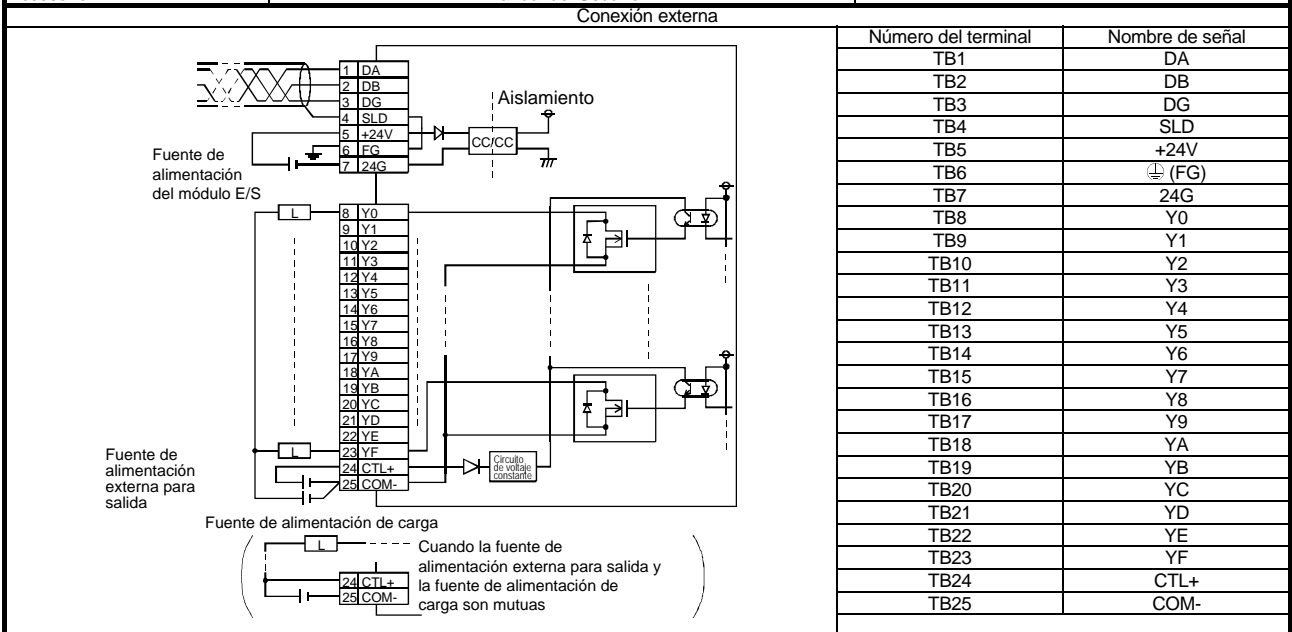 Conexión externa
1 DA
2 DB
3 DG
4 SLD
5 +24V
6 FG
7 24G
Aislamiento
CC/CC
Fuente de
alimentación
del módulo E/S
L
8 Y0
9 Y1
10 Y2
11 Y3
12 Y4
13 Y5
14 Y6
15 Y7
16 Y8
17 Y9
18 YA
19 YB
20 YC
21 YD
22 YE
L
23 YF
24 CTL+
25 COM-
Circuito
de voltaje
constante
Fuente de
alimentación
externa para
salida
Fuente de alimentación de carga
L
24 CTL+
25 COM-
Cuando la fuente de
alimentación externa para salida y
la fuente de alimentación de
carga son mutuas
Número del terminal Nombre de señal
TB1 DA
TB2 DB
TB3 DG
TB4 SLD
TB5 +24V
TB6 (FG)
TB7 24G
TB8 Y0
TB9 Y1
TB10 Y2
TB11 Y3
TB12 Y4
TB13 Y5
TB14 Y6
TB15 Y7
TB16 Y8
TB17 Y9
TB18 YA
TB19 YB
TB20 YC
TB21 YD
TB22 YE
TB23 YF
TB24 CTL+
TB25 COM-